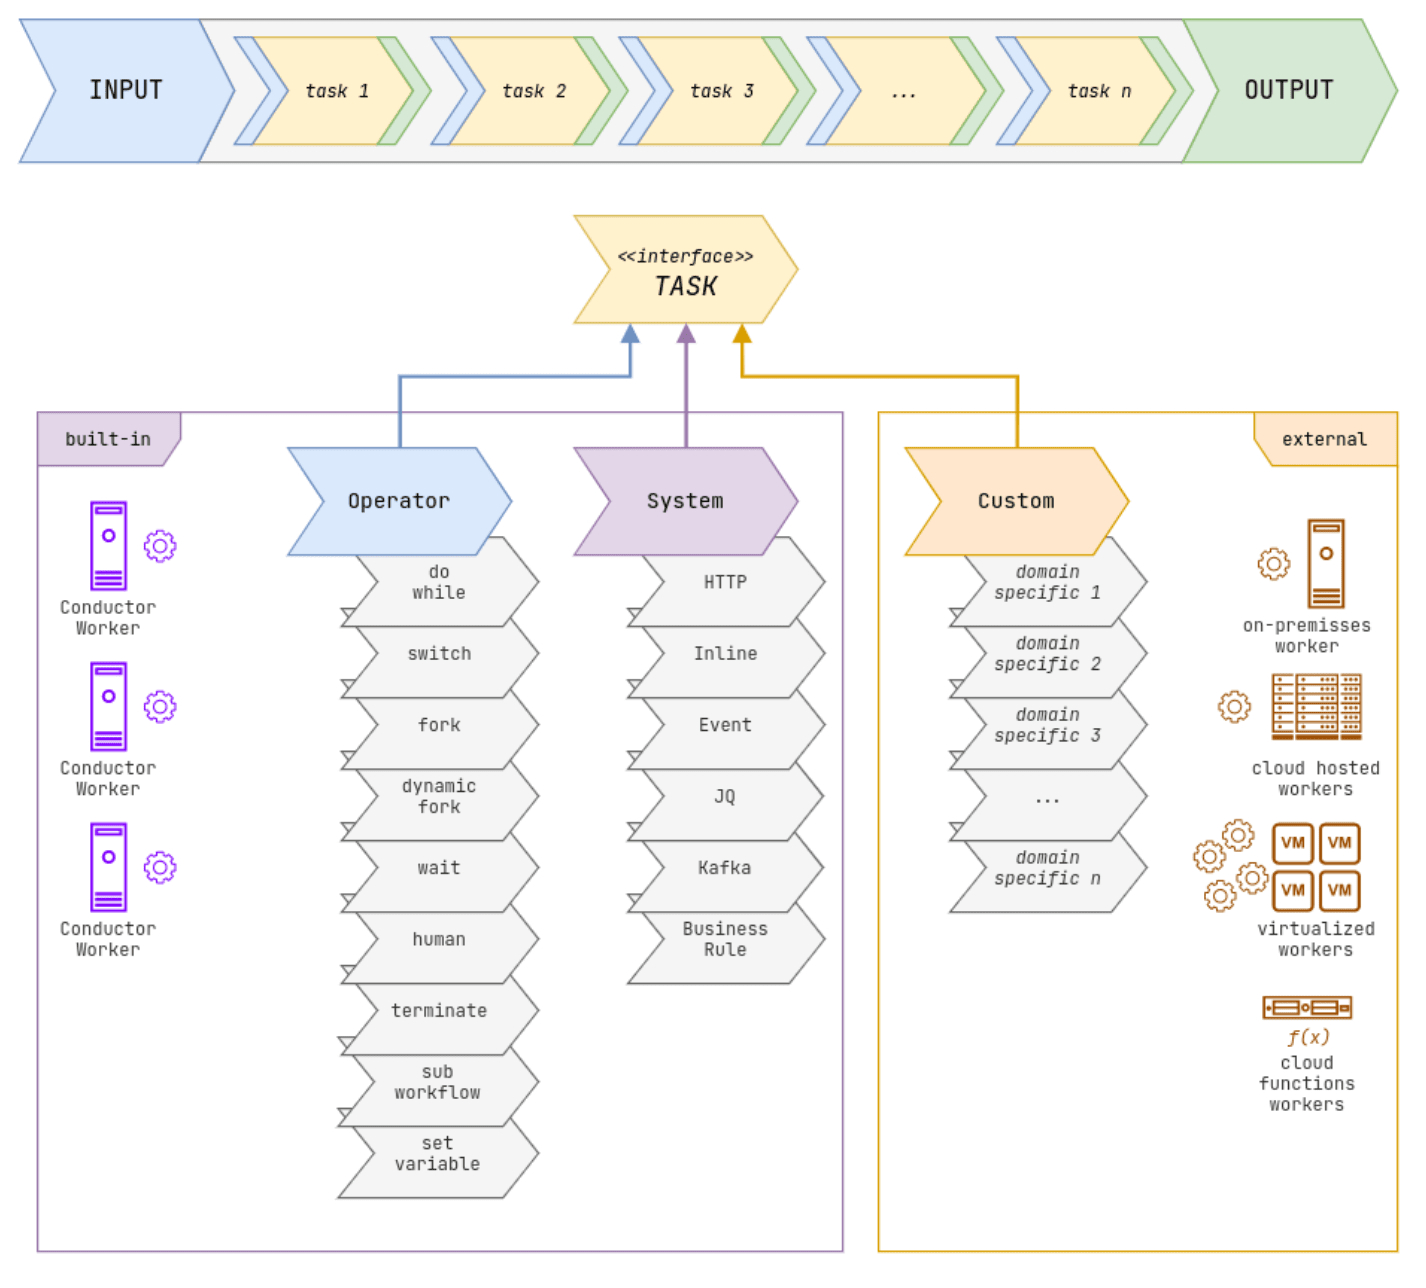 INPUT
task 1
task 2
task 3
...
task n
OUTPUT
<<interface>>
TASK
built-in
Conductor
Worker
Conductor
Worker
Conductor
Worker
Operator
do
while
switch
fork
dynamic
fork
wait
human
terminate
sub
workflow
set
variable
System
HTTP
Inline
Event
JQ
Kafka
Business
Rule
external
Custom
domain
specific 1
domain
specific 2
domain
specific 3
...
domain
specific n
on-premisses
worker
cloud hosted
workers
VM
VM
VM
VM
virtualized
workers
f(x)
cloud
functions
workers